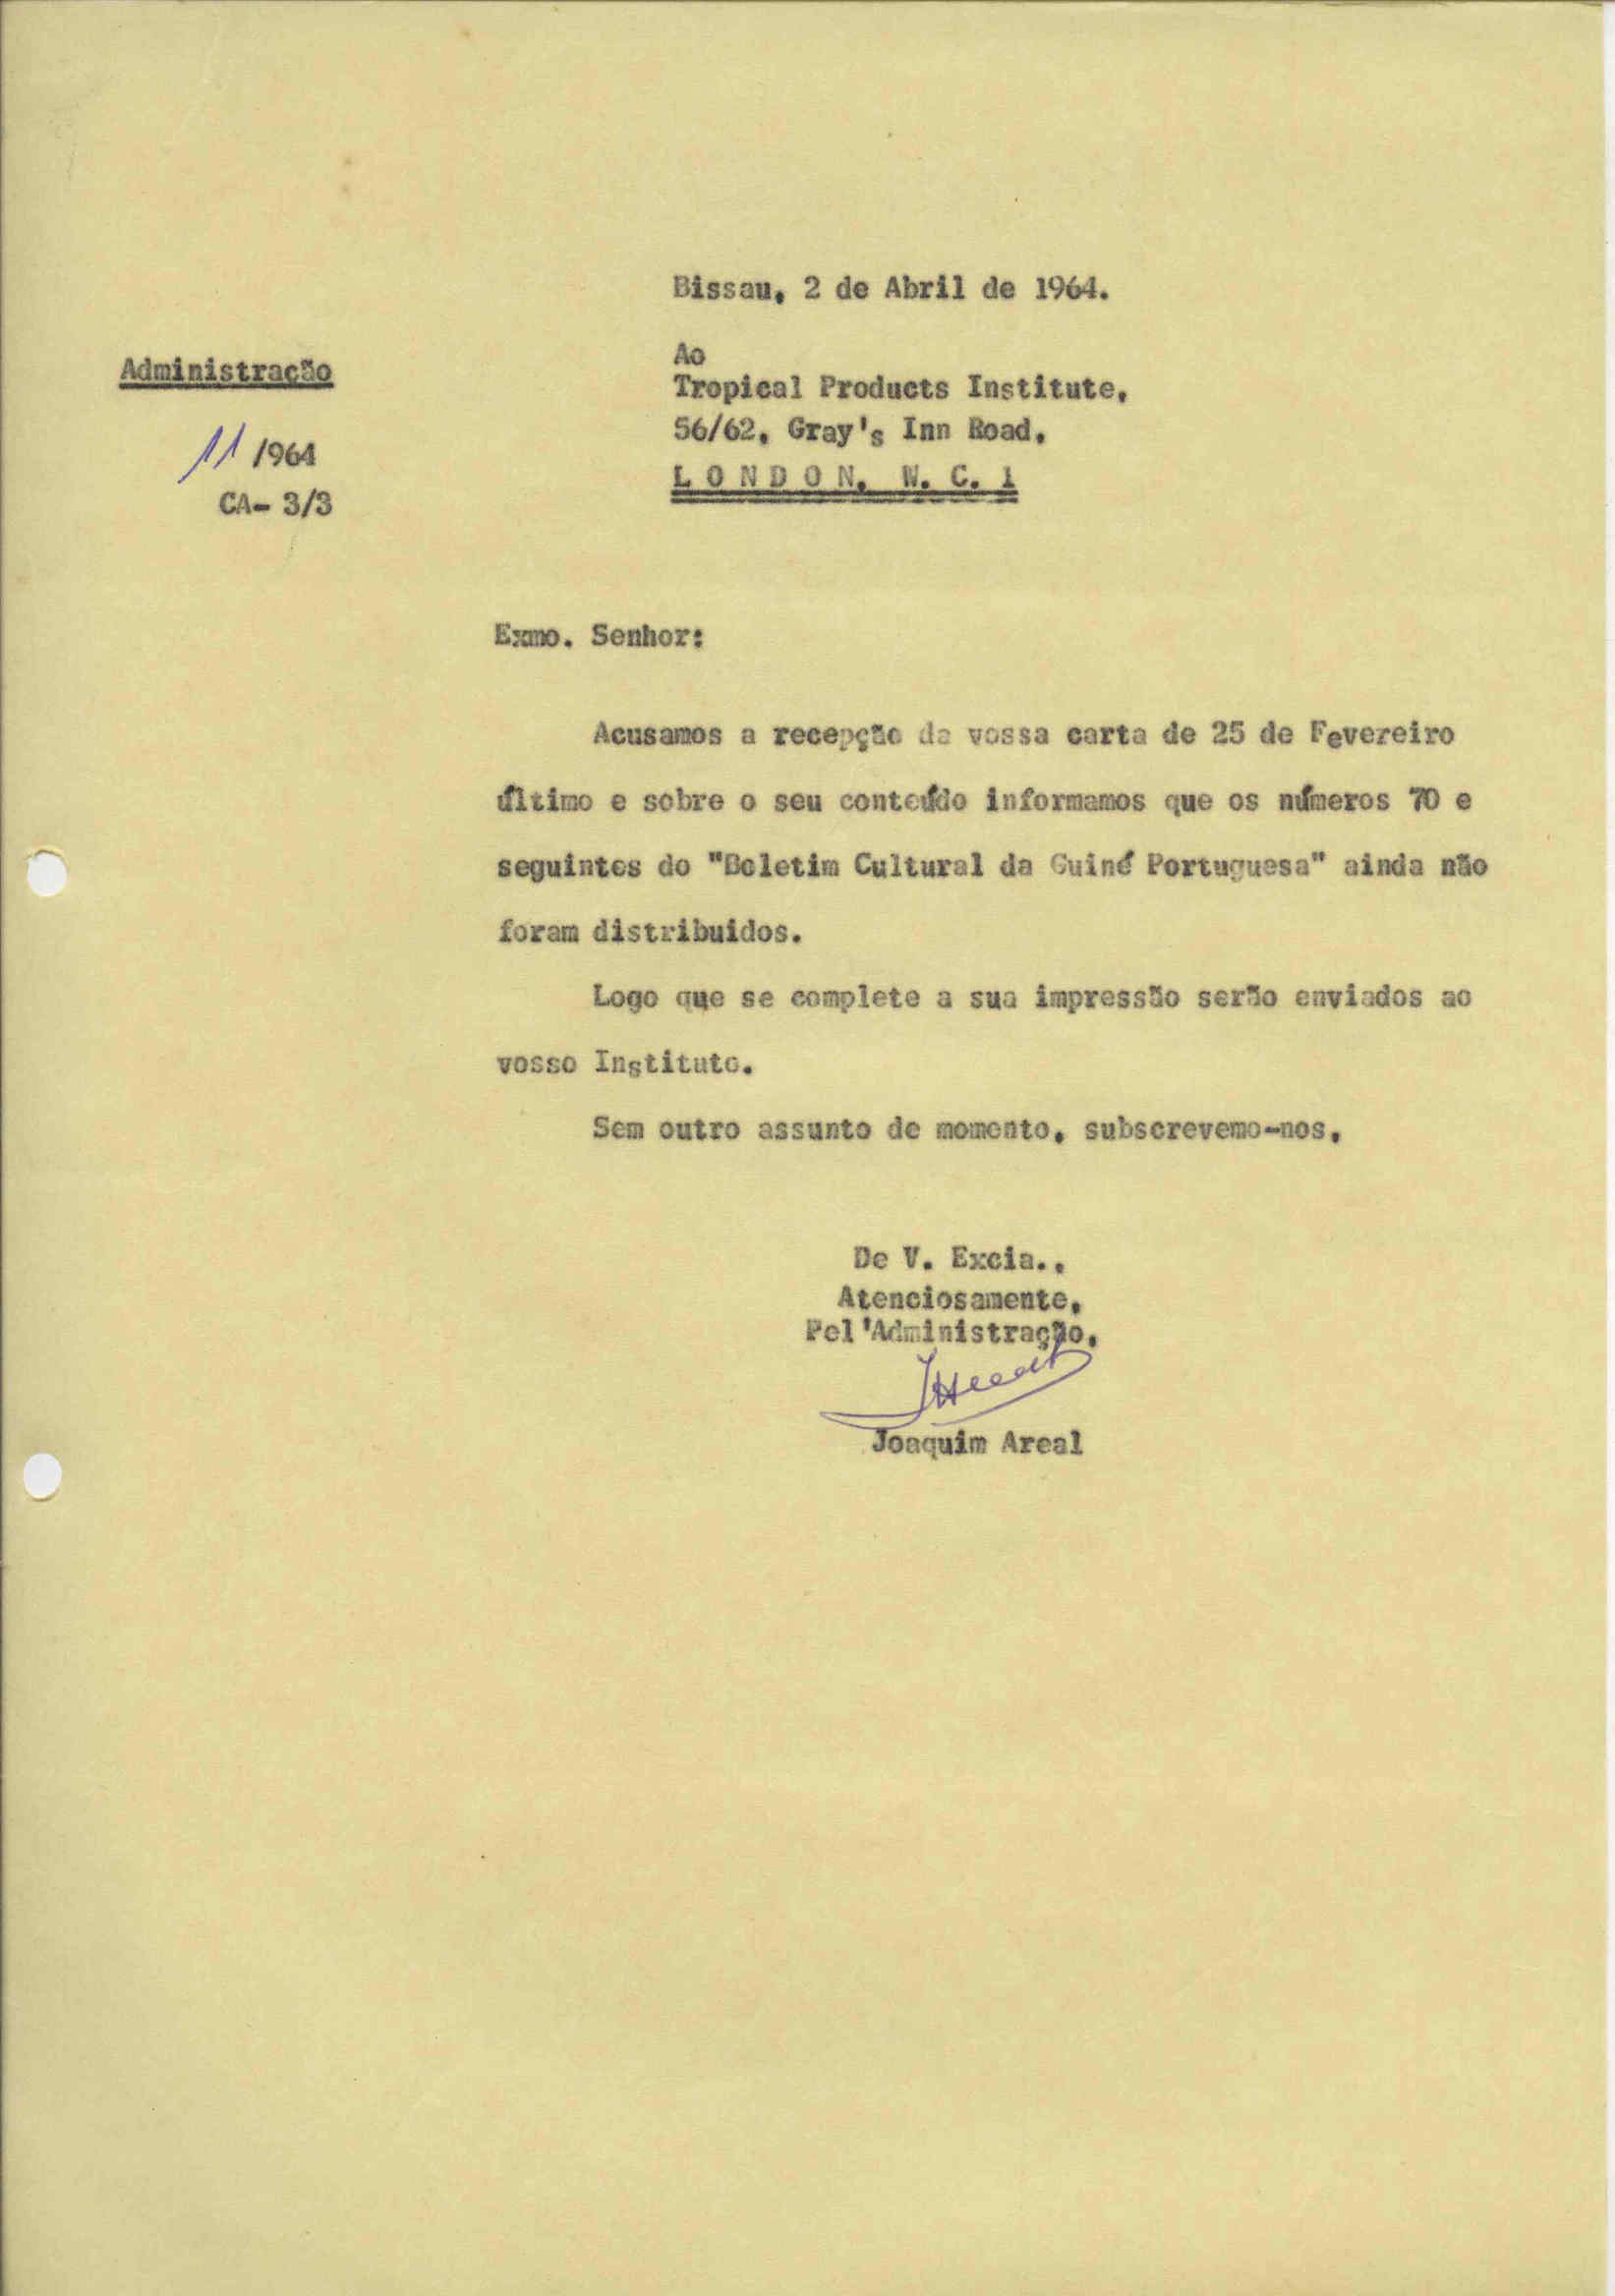 Bissau, 2 de Abril de 1964.
Administração
Ao
Tropical Products Institute,
56/62, Gray's Inn Road,
L O N D O N, W. C. 1
11/1964
CA- 3/3
Exmo. Senhor:
Acusamos a recepção da vossa carta de 25 de Fevereiro
último e sobre o seu conteúdo informamos que os números 70 e
seguintes do "Boletim Cultural da Guiné Portuguesa" ainda não
foram distribuidos.
Logo que se complete a sua impressão serão enviados ao
vosso Instituto.
Sem outro assunto de momento, subscrevemo-nos,
De V. Excia.,
Atenciosamente,
Pel'Administração,
Joaquim Areal